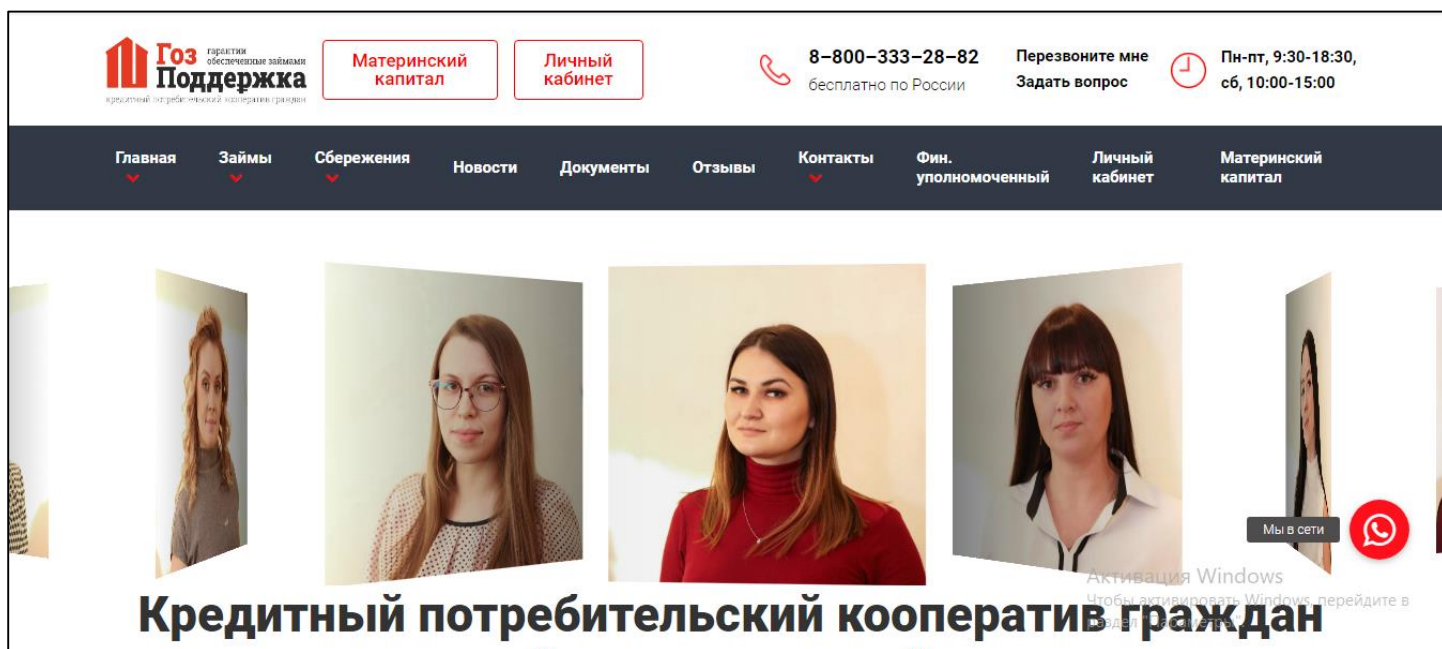 Гоз
Поддержка
гарантии
обеспеченные займами
кредитный потребительский кооператив граждан
Материнский
капитал
Личный
кабинет
8-800-333-28-82
бесплатно по России
Перезвоните мне
Задать вопрос
Пн-пт, 9:30-18:30,
сб, 10:00-15:00
Главная
Займы
Сбережения
Новости
Документы
Отзывы
Контакты
Фин.
уполномоченный
Личный
кабинет
Материнский
капитал
Мы в сети
Активация Windows
Чтобы активировать Windows, перейдите в
раздел "Параметры".
Кредитный потребительский кооператив граждан